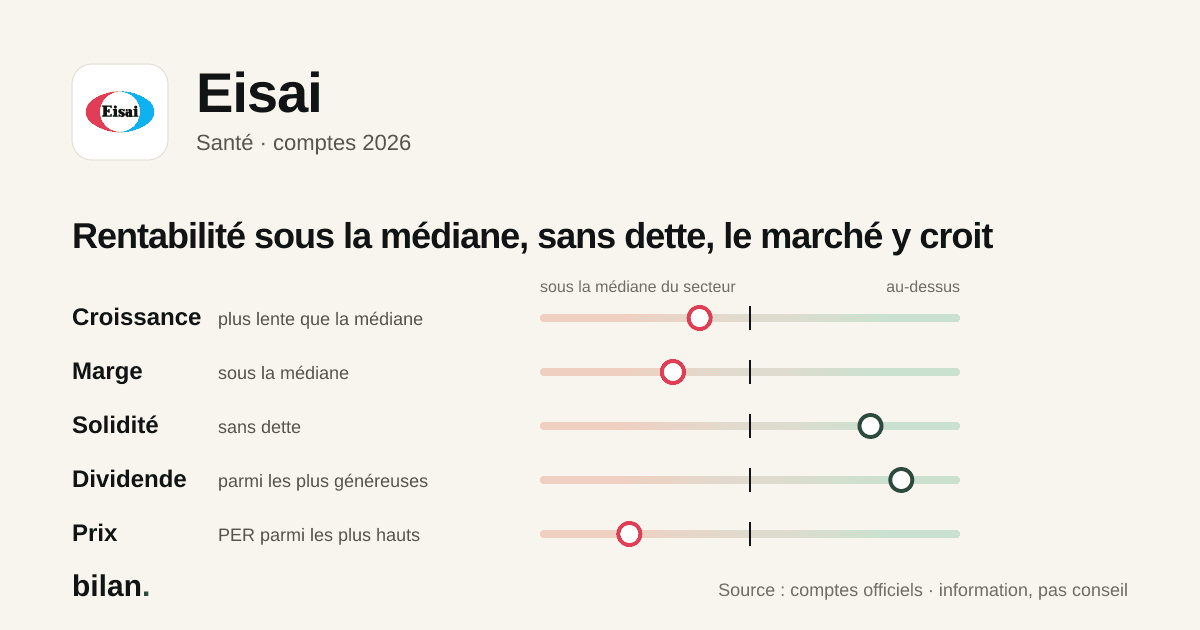 Eisai
Eisai
Santé · comptes 2026
Rentabilité sous la médiane, sans dette, le marché y croit
sous la médiane du secteur au-dessus
Croissance plus lente que la médiane
Marge sous la médiane
Solidité sans dette
Dividende parmi les plus généreuses
Prix PER parmi les plus hauts
bilan.
Source : comptes officiels · information, pas conseil